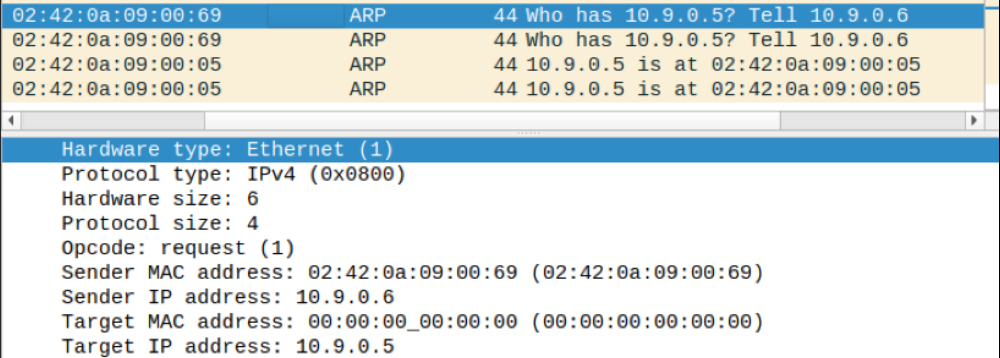 02:42:0a:09:00:69 ARP 44 Who has 10.9.0.5? Tell 10.9.0.6
02:42:0a:09:00:69 ARP 44 Who has 10.9.0.5? Tell 10.9.0.6
02:42:0a:09:00:05 ARP 44 10.9.0.5 is at 02:42:0a:09:00:05
02:42:0a:09:00:05 ARP 44 10.9.0.5 is at 02:42:0a:09:00:05
Hardware type: Ethernet (1)
Protocol type: IPv4 (0x0800)
Hardware size: 6
Protocol size: 4
Opcode: request (1)
Sender MAC address: 02:42:0a:09:00:69 (02:42:0a:09:00:69)
Sender IP address: 10.9.0.6
Target MAC address: 00:00:00_00:00:00 (00:00:00:00:00:00)
Target IP address: 10.9.0.5